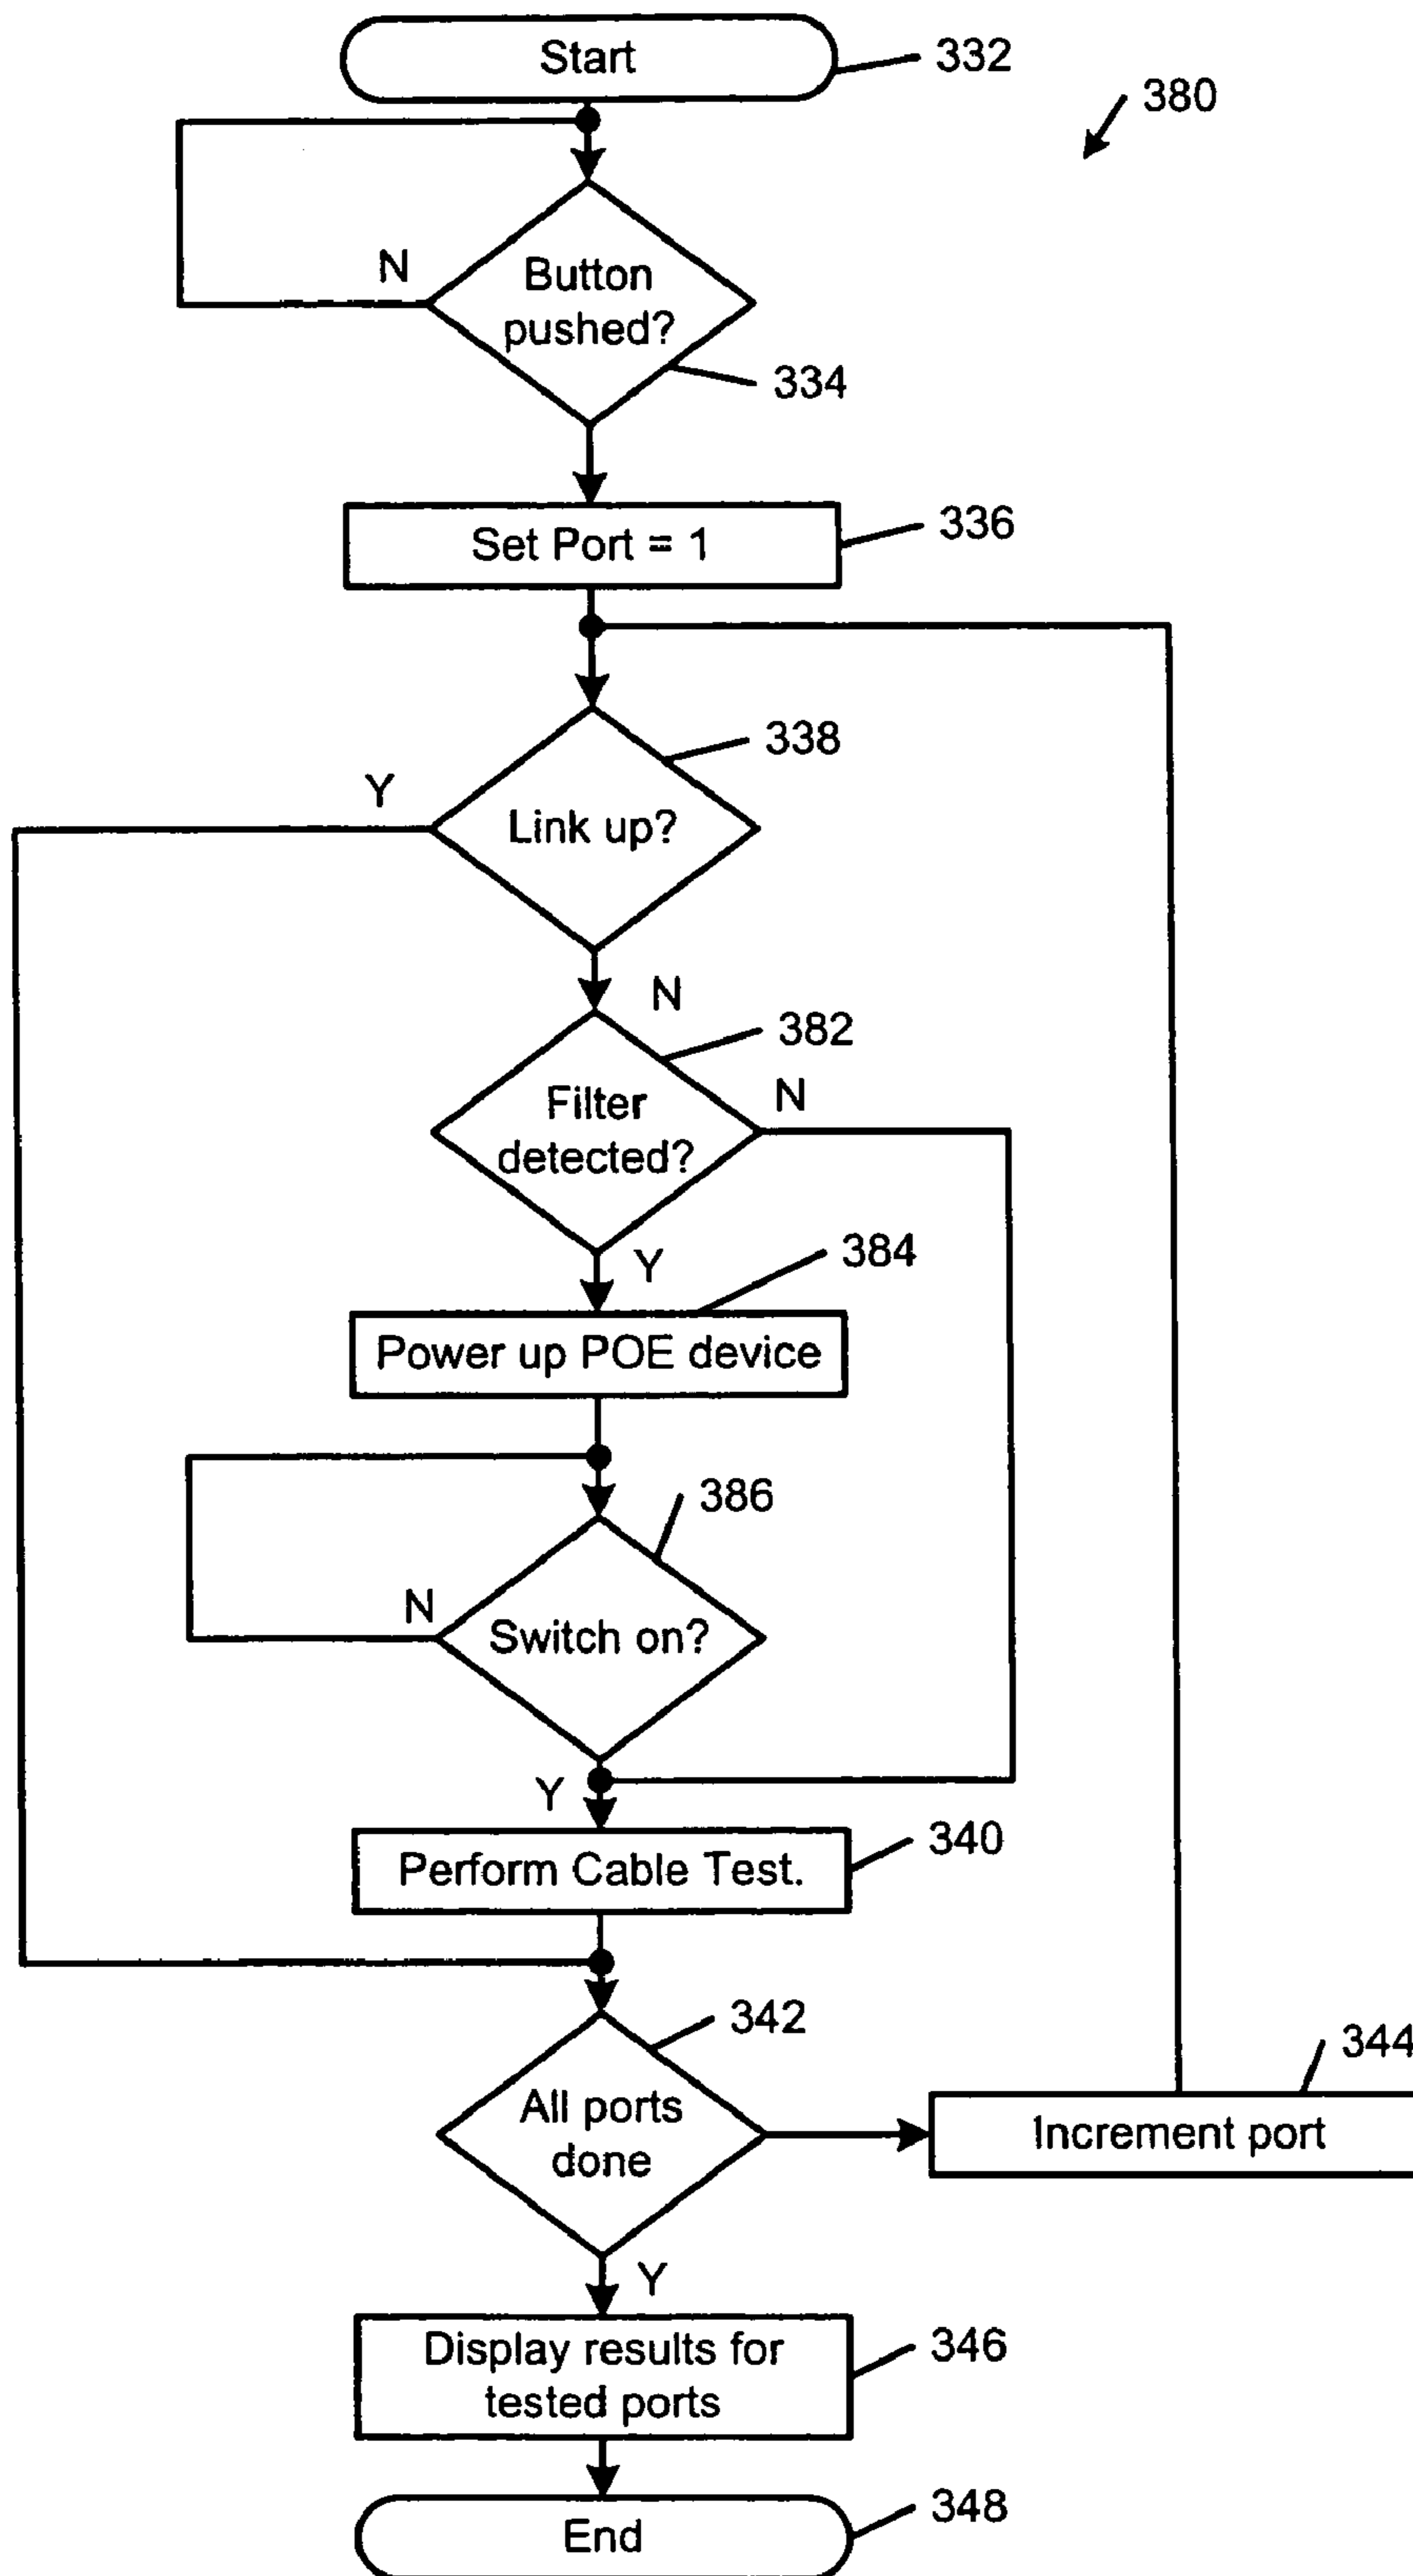 Start
332
380
N
Button
pushed?
334
Set Port = 1
336
338
Y
Link up?
N
382
Filter
detected?
N
Y
384
Power up POE device
386
N
Switch on?
Y
340
Perform Cable Test.
342
344
All ports
done
Increment port
Y
Display results for
tested ports
346
End
348